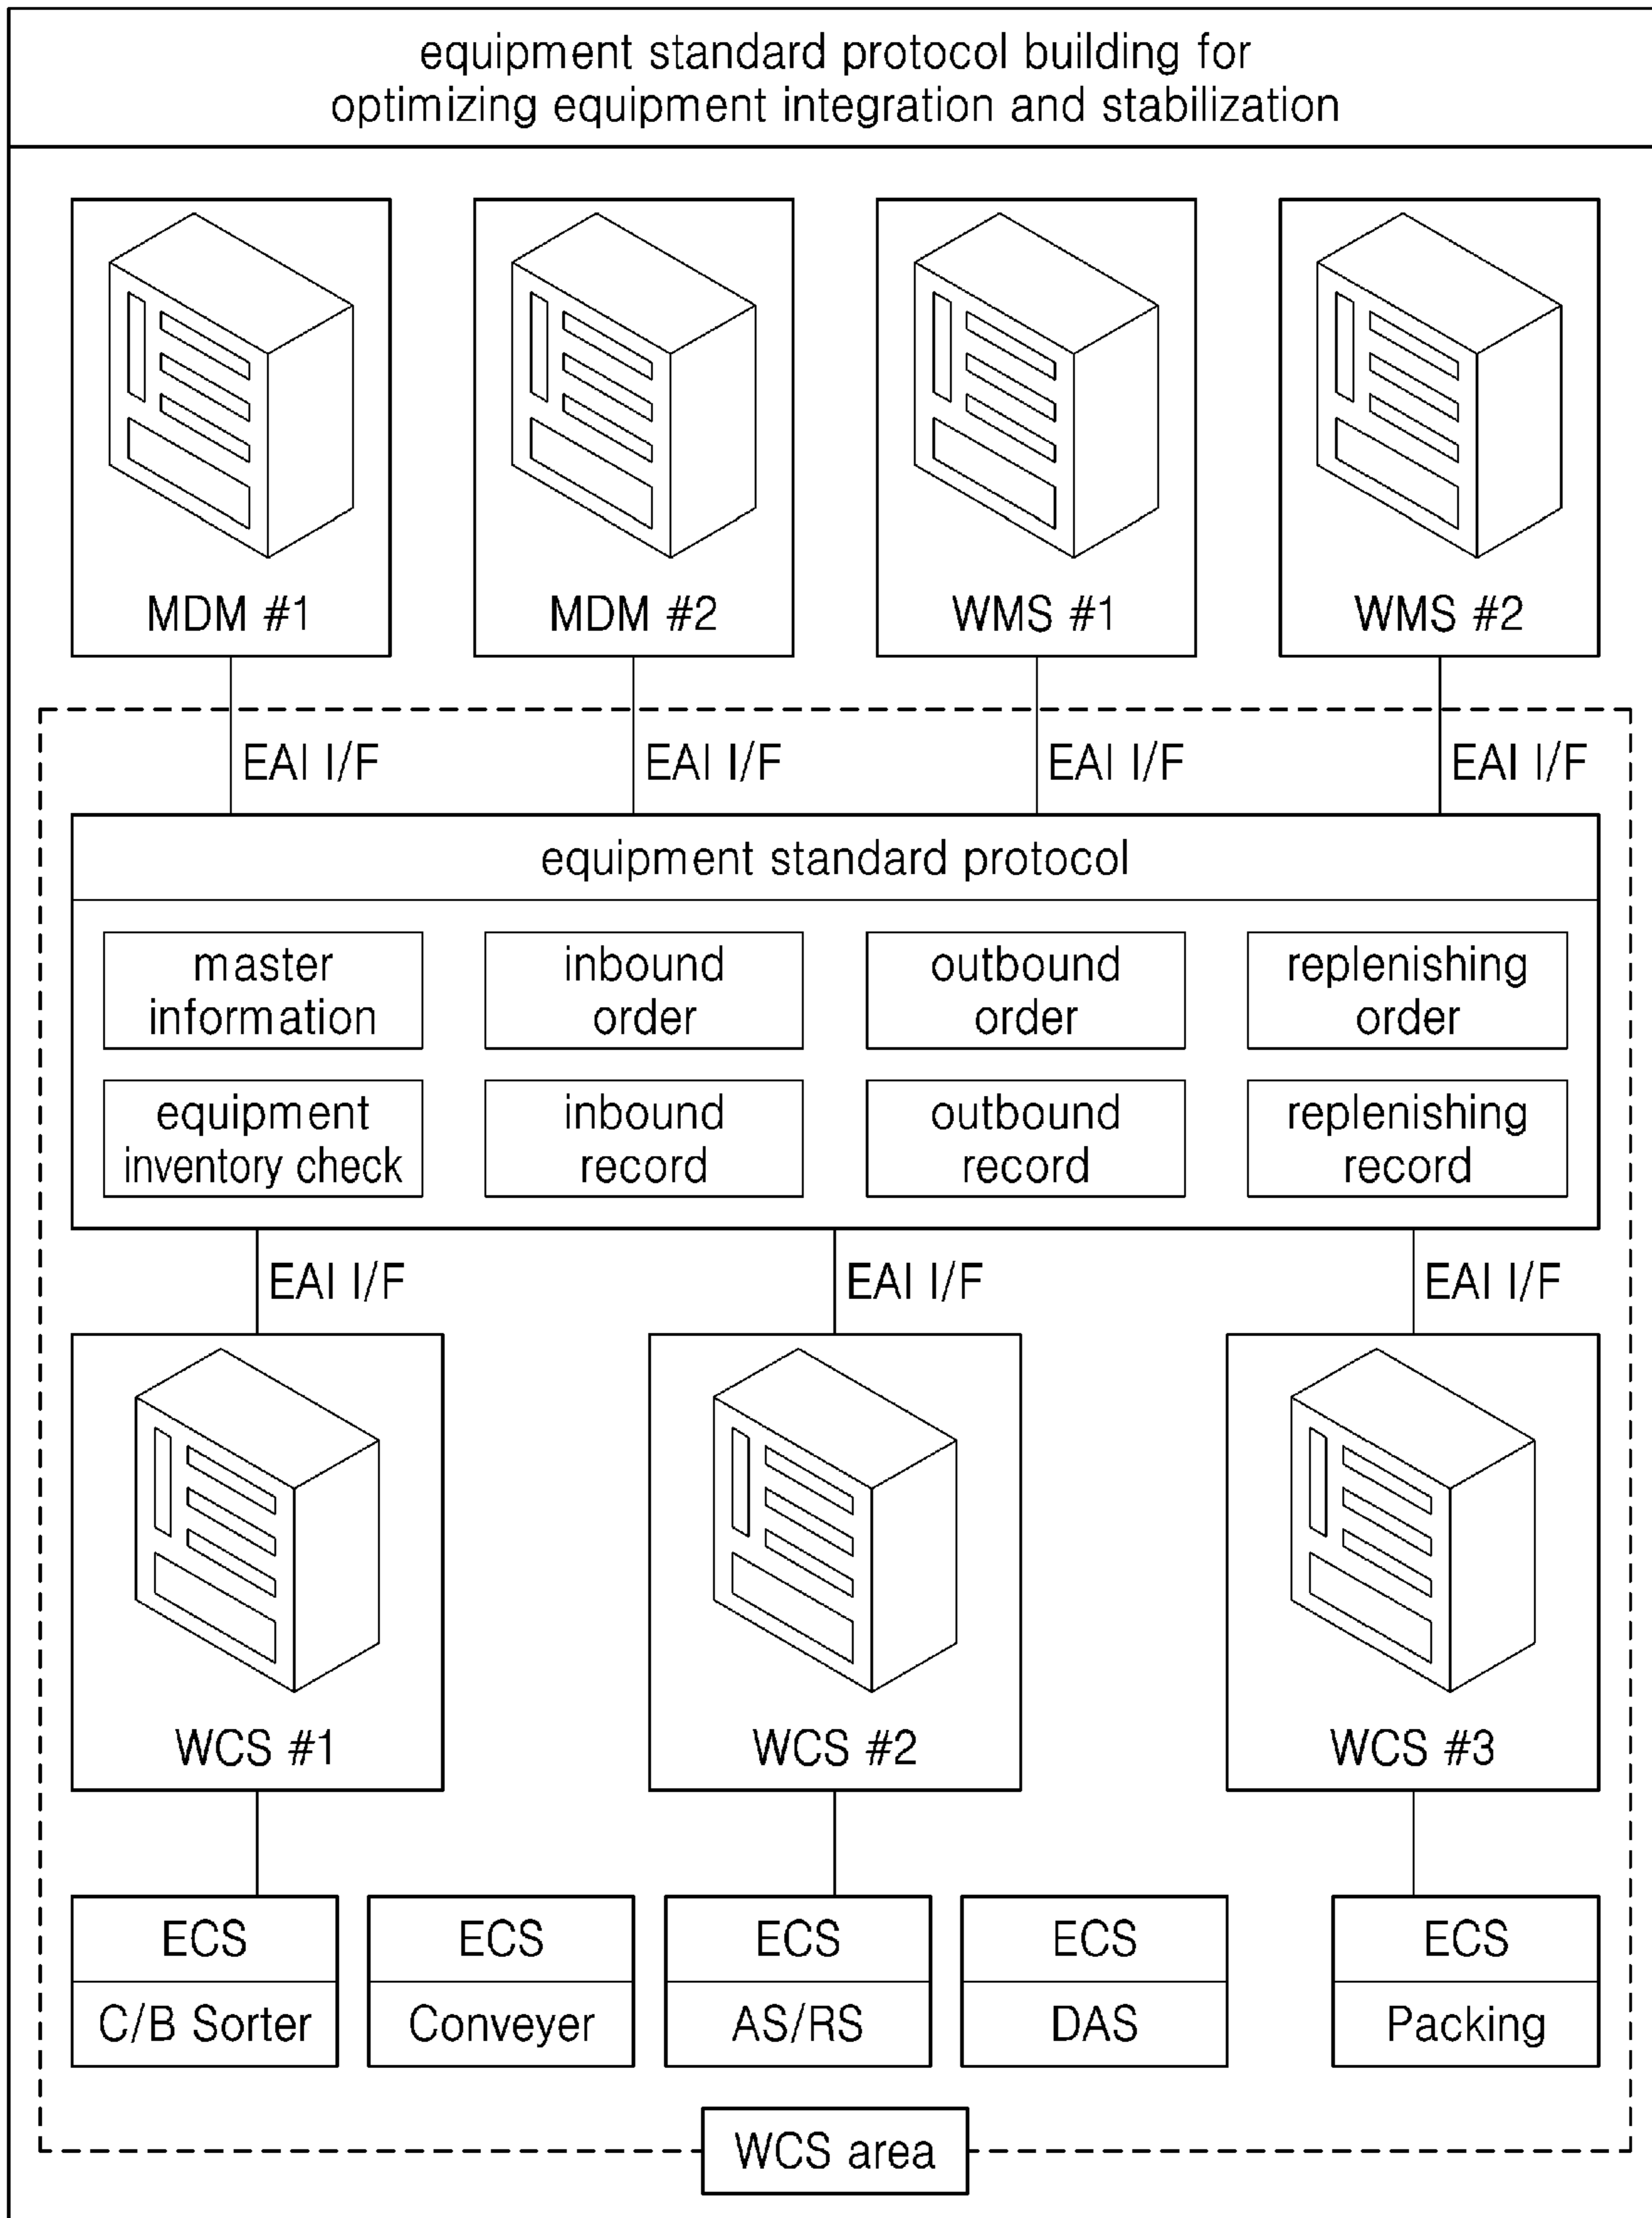 equipment standard protocol building for
optimizing equipment integration and stabilization
MDM #1
MDM #2
WMS #1
WMS #2
EAI I/F
EAI I/F
EAI I/F
EAI I/F
equipment standard protocol
master
information
inbound
order
outbound
order
replenishing
order
equipment
inventory check
inbound
record
outbound
record
replenishing
record
EAI I/F
EAI I/F
EAI I/F
WCS #1
WCS #2
WCS #3
ECS
C/B Sorter
ECS
Conveyer
ECS
AS/RS
ECS
DAS
ECS
Packing
WCS area